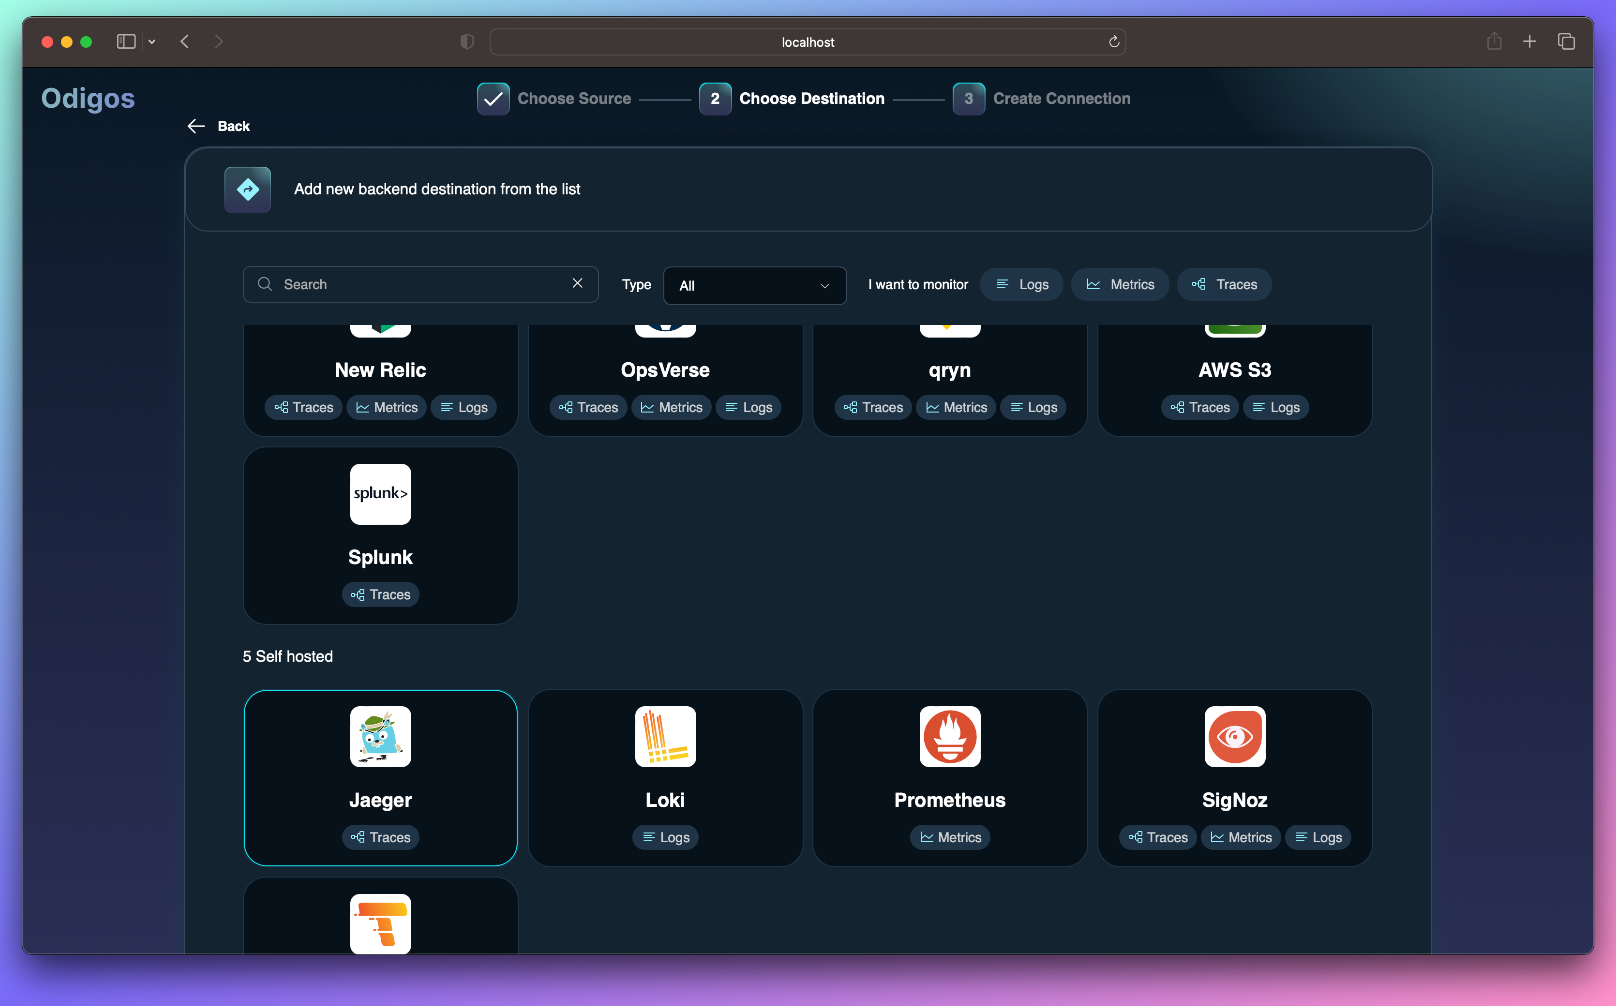 localhost
Odigos
Choose Source
2 Choose Destination
3 Create Connection
Back
Add new backend destination from the list
Search
Type
All
I want to monitor
Logs
Metrics
Traces
New Relic
Traces Metrics Logs
OpsVerse
Traces Metrics Logs
qryn
Traces Metrics Logs
AWS S3
Traces Logs
splunk>
Splunk
Traces
5 Self hosted
Jaeger
Traces
Loki
Logs
Prometheus
Metrics
SigNoz
Traces Metrics Logs